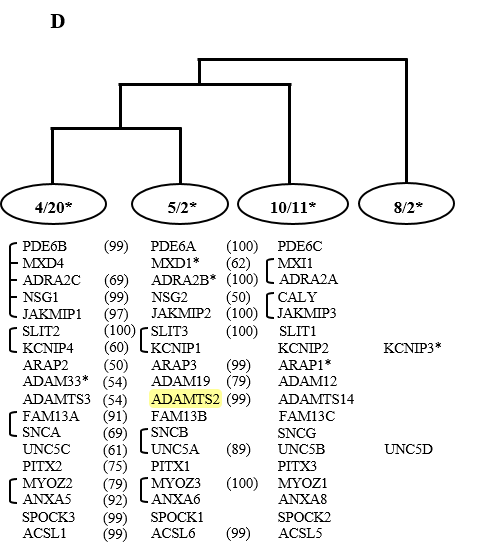 D
4/20* 5/2* 10/11* 8/2*
PDE6B (99) PDE6A (100) PDE6C
MXD4 MXD1* (62) MXI1
ADRA2C (69) ADRA2B* (100) ADRA2A
NSG1 (99) NSG2 (50) CALY
JAKMIP1 (97) JAKMIP2 (100) JAKMIP3
SLIT2 (100) SLIT3 (100) SLIT1
KCNIP4 (60) KCNIP1 KCNIP2 KCNIP3*
ARAP2 (50) ARAP3 (99) ARAP1*
ADAM33* (54) ADAM19 (79) ADAM12
ADAMTS3 (54) ADAMTS2 (99) ADAMTS14
FAM13A (91) FAM13B FAM13C
SNCA (69) SNCB SNCG
UNC5C (61) UNC5A (89) UNC5B UNC5D
PITX2 (75) PITX1 PITX3
MYOZ2 (79) MYOZ3 (100) MYOZ1
ANXA5 (92) ANXA6 ANXA8
SPOCK3 (99) SPOCK1 SPOCK2
ACSL1 (99) ACSL6 (99) ACSL5